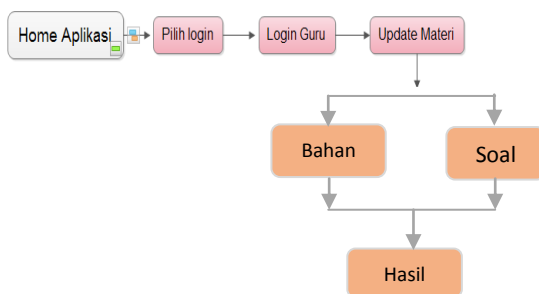 Home Aplikasi
Pilih login
Login Guru
Update Materi
Bahan
Soal
Hasil